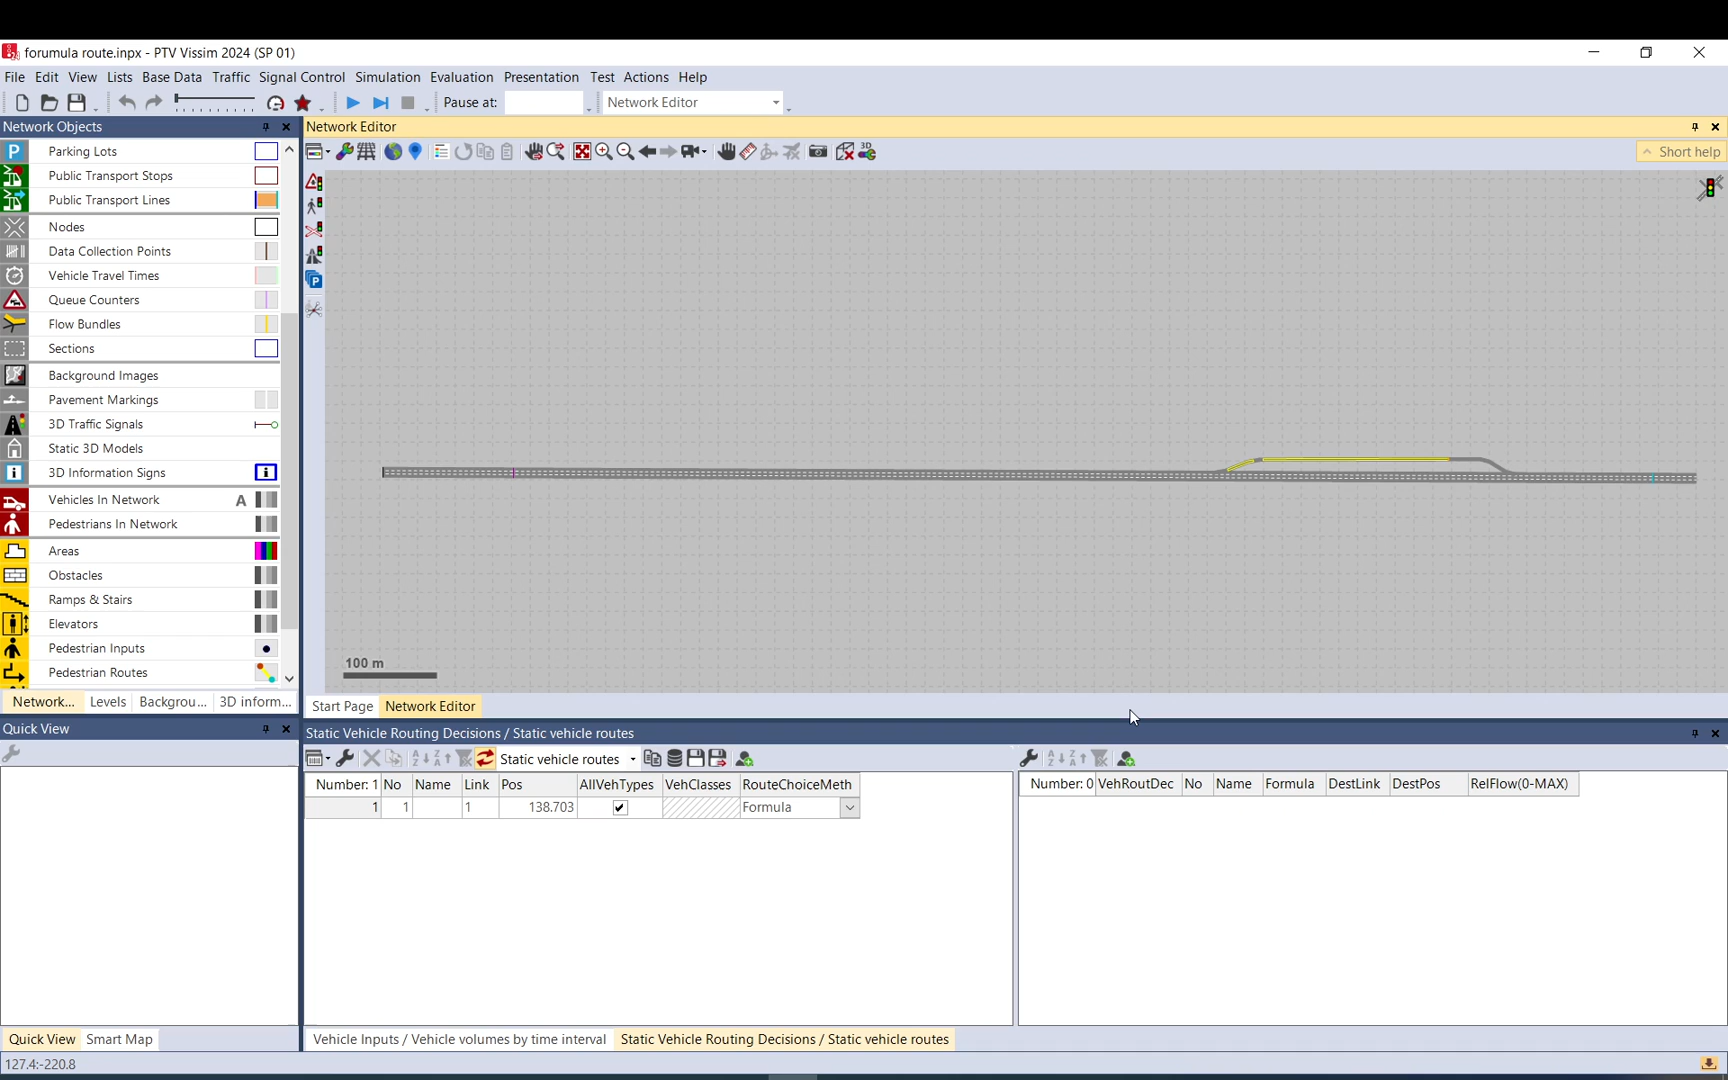 forumula route.inpx - PTV Vissim 2024 (SP 01)
File Edit View Lists Base Data Traffic Signal Control Simulation Evaluation Presentation Test Actions Help
Pause at: Network Editor
Network Objects
Parking Lots
Public Transport Stops
Public Transport Lines
Nodes
Data Collection Points
Vehicle Travel Times
Queue Counters
Flow Bundles
Sections
Background Images
Pavement Markings
3D Traffic Signals
Static 3D Models
3D Information Signs
Vehicles In Network A
Pedestrians In Network
Areas
Obstacles
Ramps & Stairs
Elevators
Pedestrian Inputs
Pedestrian Routes
Network... Levels Backgrou... 3D inform...
Network Editor
Short help
100 m
Start Page Network Editor
Quick View
Quick View Smart Map
Static Vehicle Routing Decisions / Static vehicle routes
Static vehicle routes
Number: 1 No Name Link Pos AllVehTypes VehClasses RouteChoiceMeth
1 1 1 138.703 Formula
Number: 0 VehRoutDec No Name Formula DestLink DestPos RelFlow(0-MAX)
Vehicle Inputs / Vehicle volumes by time interval Static Vehicle Routing Decisions / Static vehicle routes
127.4:-220.8